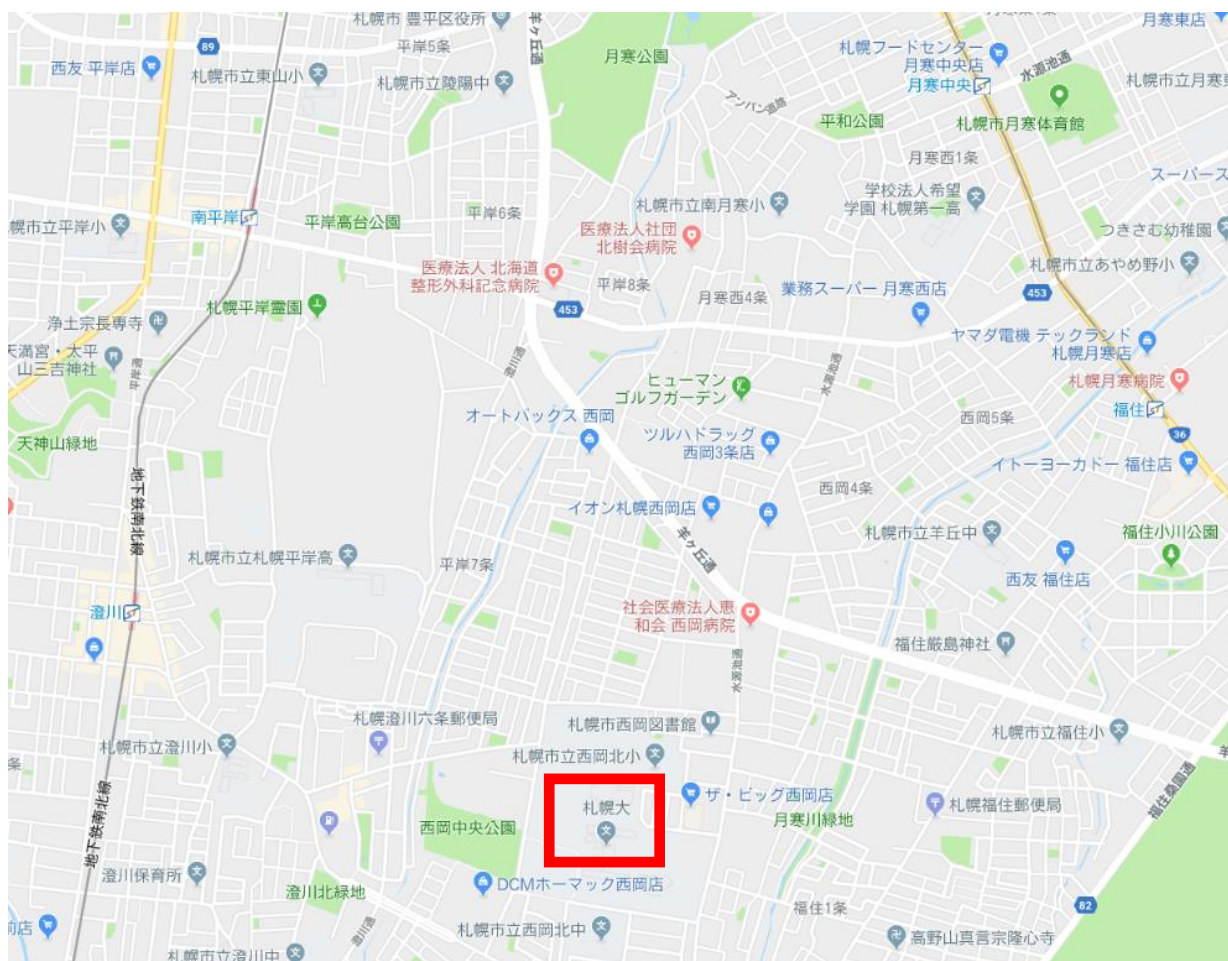 札幌市 豊平区役所
羊ヶ丘通
月寒東店
89
平岸5条
月寒公園
札幌フードセンター
月寒中央店
西友 平岸店
札幌市立東山小
札幌市立陵陽中
月寒中央
水源池通
札幌市立月寒東
アンパン道路
平和公園
札幌市月寒体育館
月寒西1条
スーパース
学校法人希望
学園 札幌第一高
南平岸
平岸高台公園
平岸6条
札幌市立南月寒小
幌市立平岸小
医療法人社団
北樹会病院
つきさむ幼稚園
医療法人 北海道
整形外科記念病院
札幌市立あやめ野小
平岸8条
月寒西4条
業務スーパー 月寒西店
453
札幌平岸霊園
453
浄土宗長専寺
ヤマダ電機 テックランド
札幌月寒店
天満宮・太平
山三吉神社
平岸通
澄川通
水源池通
ヒューマン
ゴルフガーデン
札幌月寒病院
オートバックス 西岡
西岡5条
福住
天神山緑地
ツルハドラッグ
西岡3条店
36
イトーヨーカドー 福住店
地下鉄南北線
西岡4条
イオン札幌西岡店
羊ヶ丘通
札幌市立羊丘中
福住小川公園
札幌市立札幌平岸高
平岸7条
西友 福住店
澄川
社会医療法人恵
和会 西岡病院
福住厳島神社
水源池通
札幌澄川六条郵便局
札幌市西岡図書館
札幌市立福住小
札幌市立澄川小
札幌市立西岡北小
条
羊
地下鉄南北線
札幌大
ザ・ビッグ西岡店
札幌福住郵便局
福住桑園通
西岡中央公園
月寒川緑地
澄川保育所
澄川北緑地
DCMホーマック西岡店
福住1条
82
前店
澄川通
札幌市立西岡北中
高野山真言宗隆心寺
札幌市立澄川中